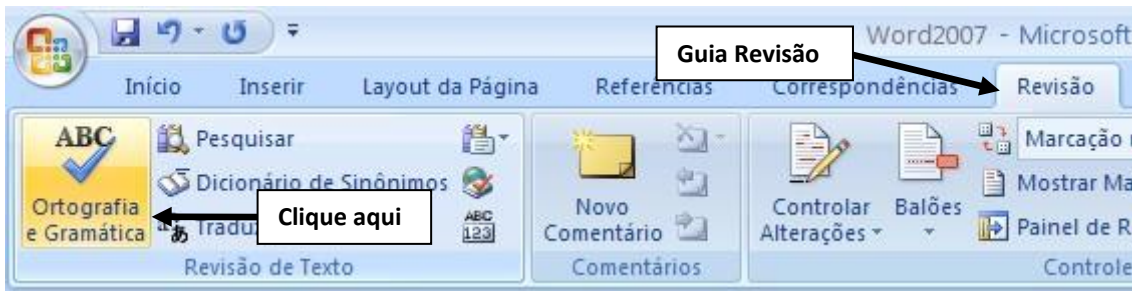 Word2007 - Microsoft
Guia Revisão
Início Inserir Layout da Página Referências Correspondências Revisão
ABC
Ortografia
e Gramática
Pesquisar
Dicionário de Sinônimos
Clique aqui
ABC
123
Revisão de Texto
Novo
Comentário
Comentários
Controlar
Alterações
Balões
Marcação
Mostrar Ma
Painel de R
Controle